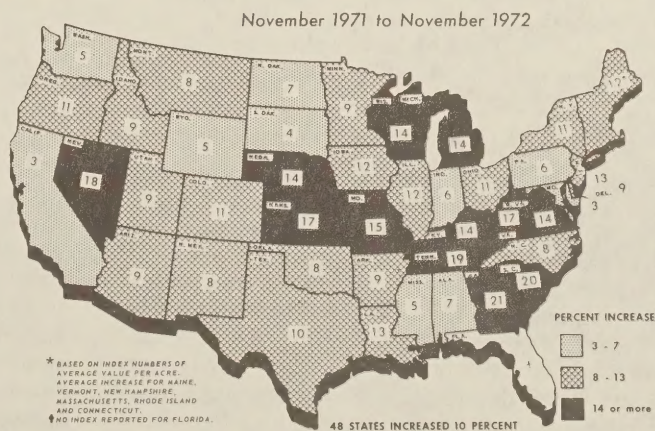 November 1971 to November 1972
WASH.
5
OREG.
11
CALIF.
3
NEV.
18
IDAHO
9
MONT.
8
WYO.
5
UTAH
9
COLO.
11
ARIZ.
9
N. MEX.
8
N. DAK.
7
S. DAK.
4
NEBR.
14
KANS.
17
OKLA.
8
TEX.
10
MINN.
9
IOWA
12
MO.
15
ARK.
9
LA.
13
WIS.
14
MICH.
14
ILL.
12
IND.
6
OHIO
11
KY.
14
TENN.
19
MISS.
5
ALA.
7
GA.
21
S. C.
20
N. C.
8
VA.
14
W. VA.
17
PA.
6
N. Y.
11
12*
13
DEL. 9
MD.
3
FLA.
PERCENT INCREASE
3 - 7
8 - 13
14 or more
* BASED ON INDEX NUMBERS OF
AVERAGE VALUE PER ACRE.
AVERAGE INCREASE FOR MAINE,
VERMONT, NEW HAMPSHIRE,
MASSACHUSETTS, RHODE ISLAND
AND CONNECTICUT.
NO INDEX REPORTED FOR FLORIDA.
48 STATES INCREASED 10 PERCENT